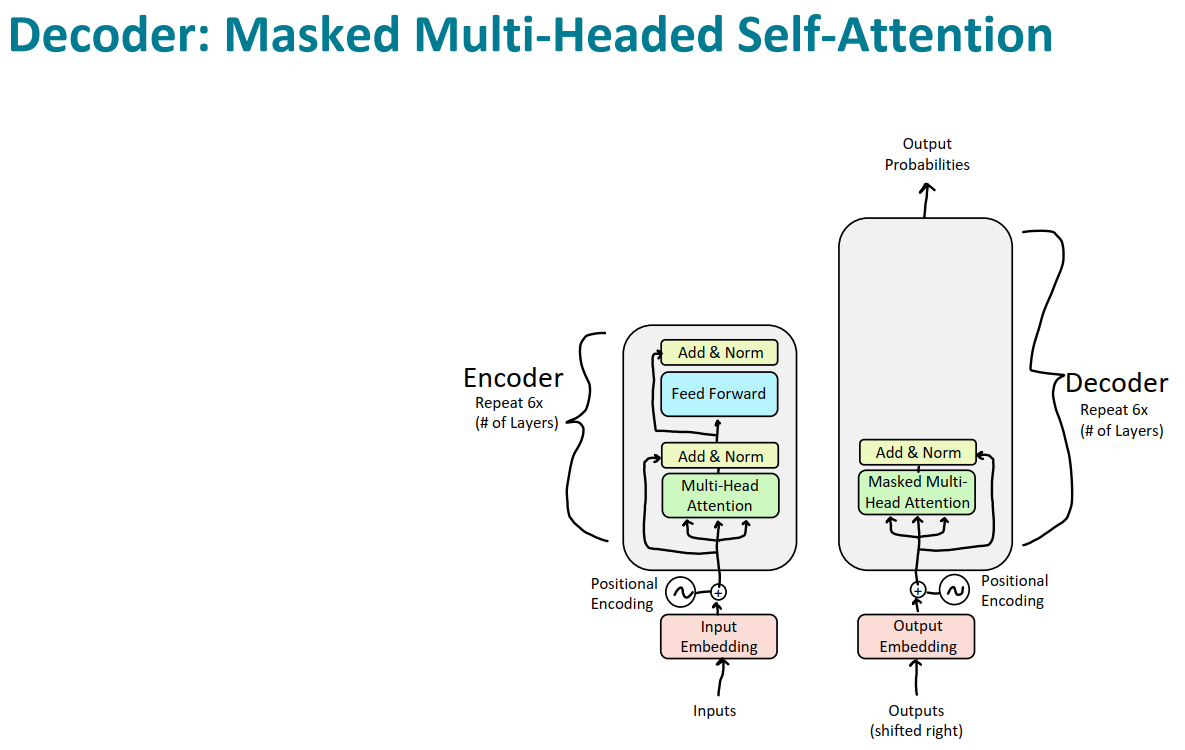 Decoder: Masked Multi-Headed Self-Attention
Output
Probabilities
Encoder
Repeat 6x
(# of Layers)
Add & Norm
Feed Forward
Add & Norm
Multi-Head
Attention
Positional
Encoding
+
Input
Embedding
Inputs
Decoder
Repeat 6x
(# of Layers)
Add & Norm
Masked Multi-
Head Attention
+
Positional
Encoding
Output
Embedding
Outputs
(shifted right)